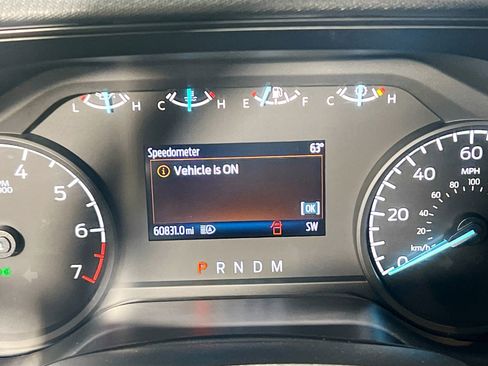 L H C H E F C H
Speedometer 63°
Vehicle is ON
[OK]
60831.0 mi SW
P R N D M
4
5
6
7
60
40
20
0
MPH
100
80
60
40
20
km/h